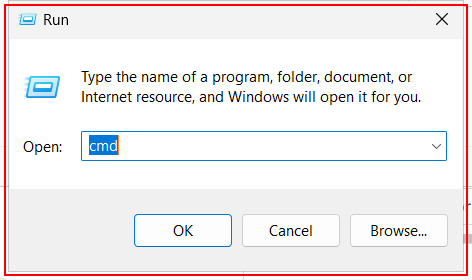 Run
Type the name of a program, folder, document, or
Internet resource, and Windows will open it for you.
Open: cmd
OK Cancel Browse...